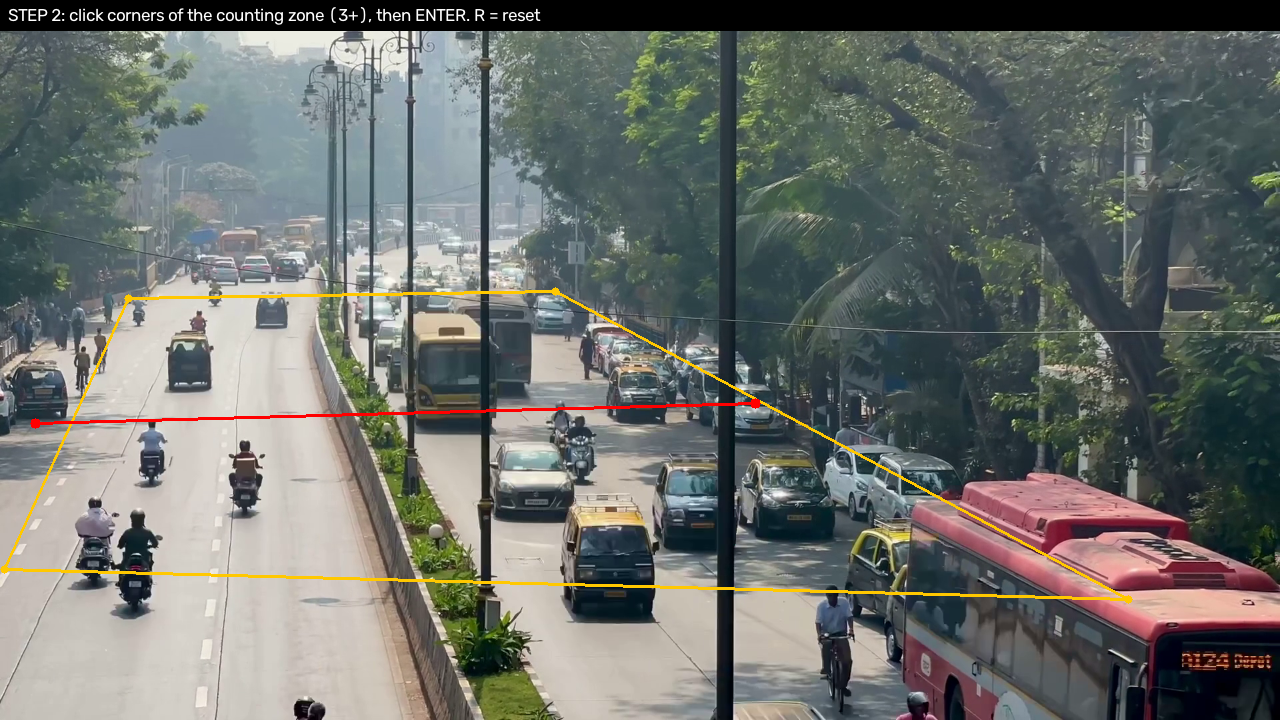 STEP 2: click corners of the counting zone (3+), then ENTER. R = reset
A124 Depot